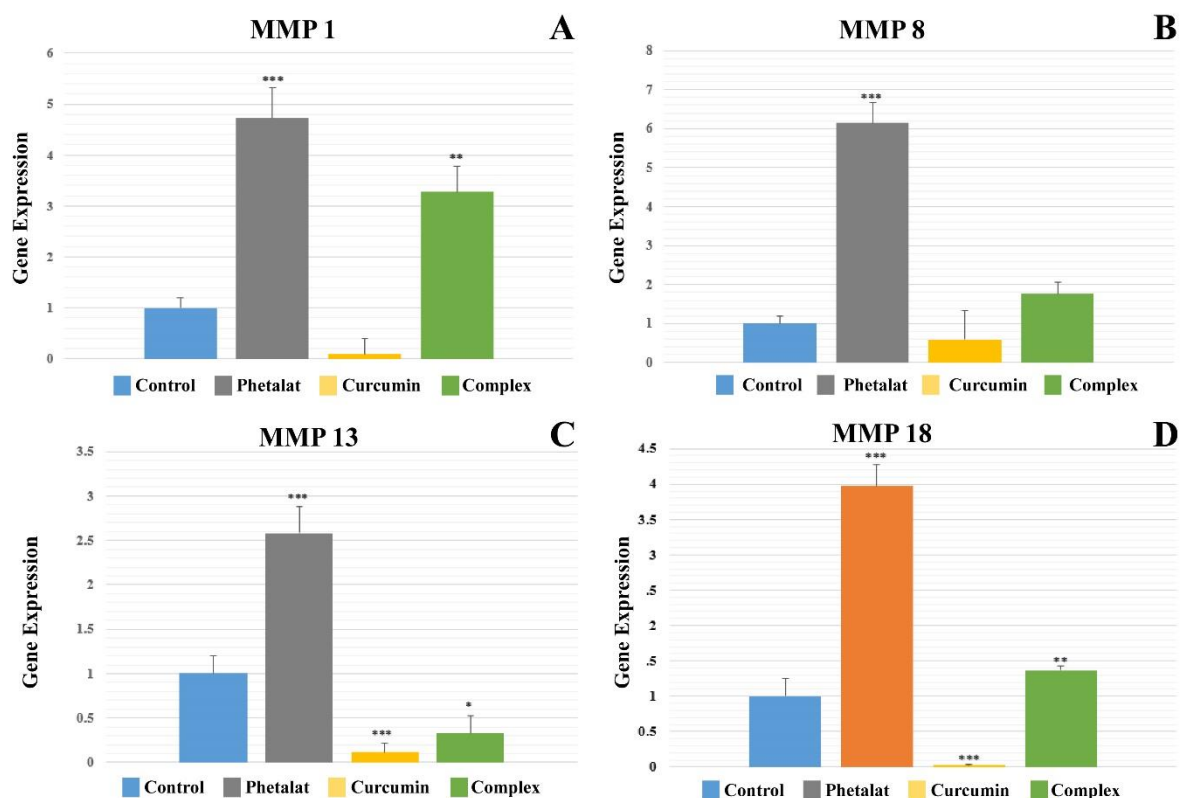 MMP 1
A
6
5
4
3
2
1
0
Gene Expression
***
**
Control Phetalat Curcumin Complex
MMP 8
B
8
7
6
5
4
3
2
1
0
Gene Expression
***
Control Phetalat Curcumin Complex
MMP 13
C
3.5
3
2.5
2
1.5
1
0.5
0
Gene Expression
***
***
*
Control Phetalat Curcumin Complex
MMP 18
D
4.5
4
3.5
3
.5
2
.5
1
0.5
0
Gene Expression
***
***
**
Control Phetalat Curcumin Complex